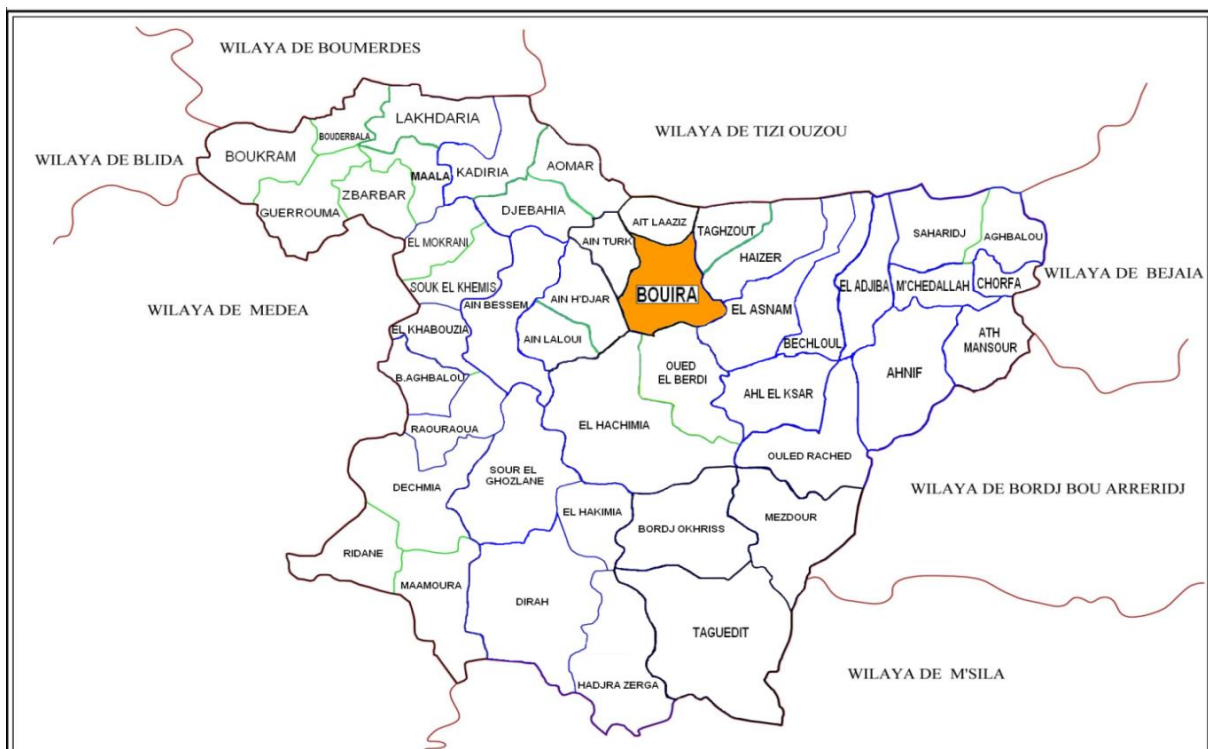 WILAYA DE BOUMERDES
LAKHDARIA
BOUDERBALA
WILAYA DE TIZI OUZOU
WILAYA DE BLIDA
BOUKRAM
MAALA
KADIRIA
AOMAR
ZBARBAR
GUERROUMA
DJEBAHIA
AIT LAAZIZ
TAGHZOUT
SAHARIDJ
AGHBALOU
EL MOKRANI
AIN TURK
HAIZER
SOUK EL KHEMIS
WILAYA DE BEJAIA
EL ADJIBA
M'CHEDALLAH
CHORFA
WILAYA DE MEDEA
AIN BESSEM
AIN H'DJAR
BOUIRA
EL ASNAM
EL KHABOUZIA
AIN LALOUI
BECHLOUL
ATH
MANSOUR
OUED
EL BERDI
AHNIF
B.AGHBALOU
AHL EL KSAR
RAOURAOUA
EL HACHIMIA
OULED RACHED
SOUR EL
GHOZLANE
DECHMIA
WILAYA DE BORDJ BOU ARRERIDJ
EL HAKIMIA
BORDJ OKHRISS
MEZDOUR
RIDANE
MAAMOURA
DIRAH
TAGUEDIT
WILAYA DE M'SILA
HADJRA ZERGA